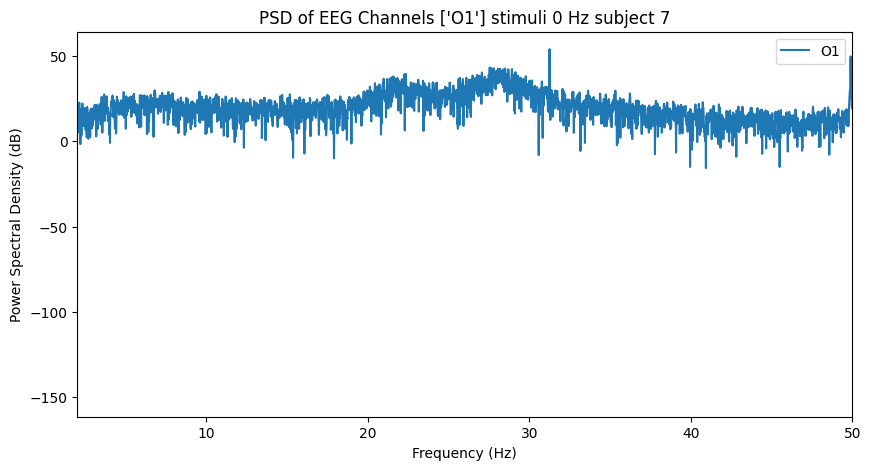 PSD of EEG Channels ['O1'] stimuli 0 Hz subject 7
O1
Power Spectral Density (dB)
50
0
−50
−100
−150
10
20
30
40
50
Frequency (Hz)